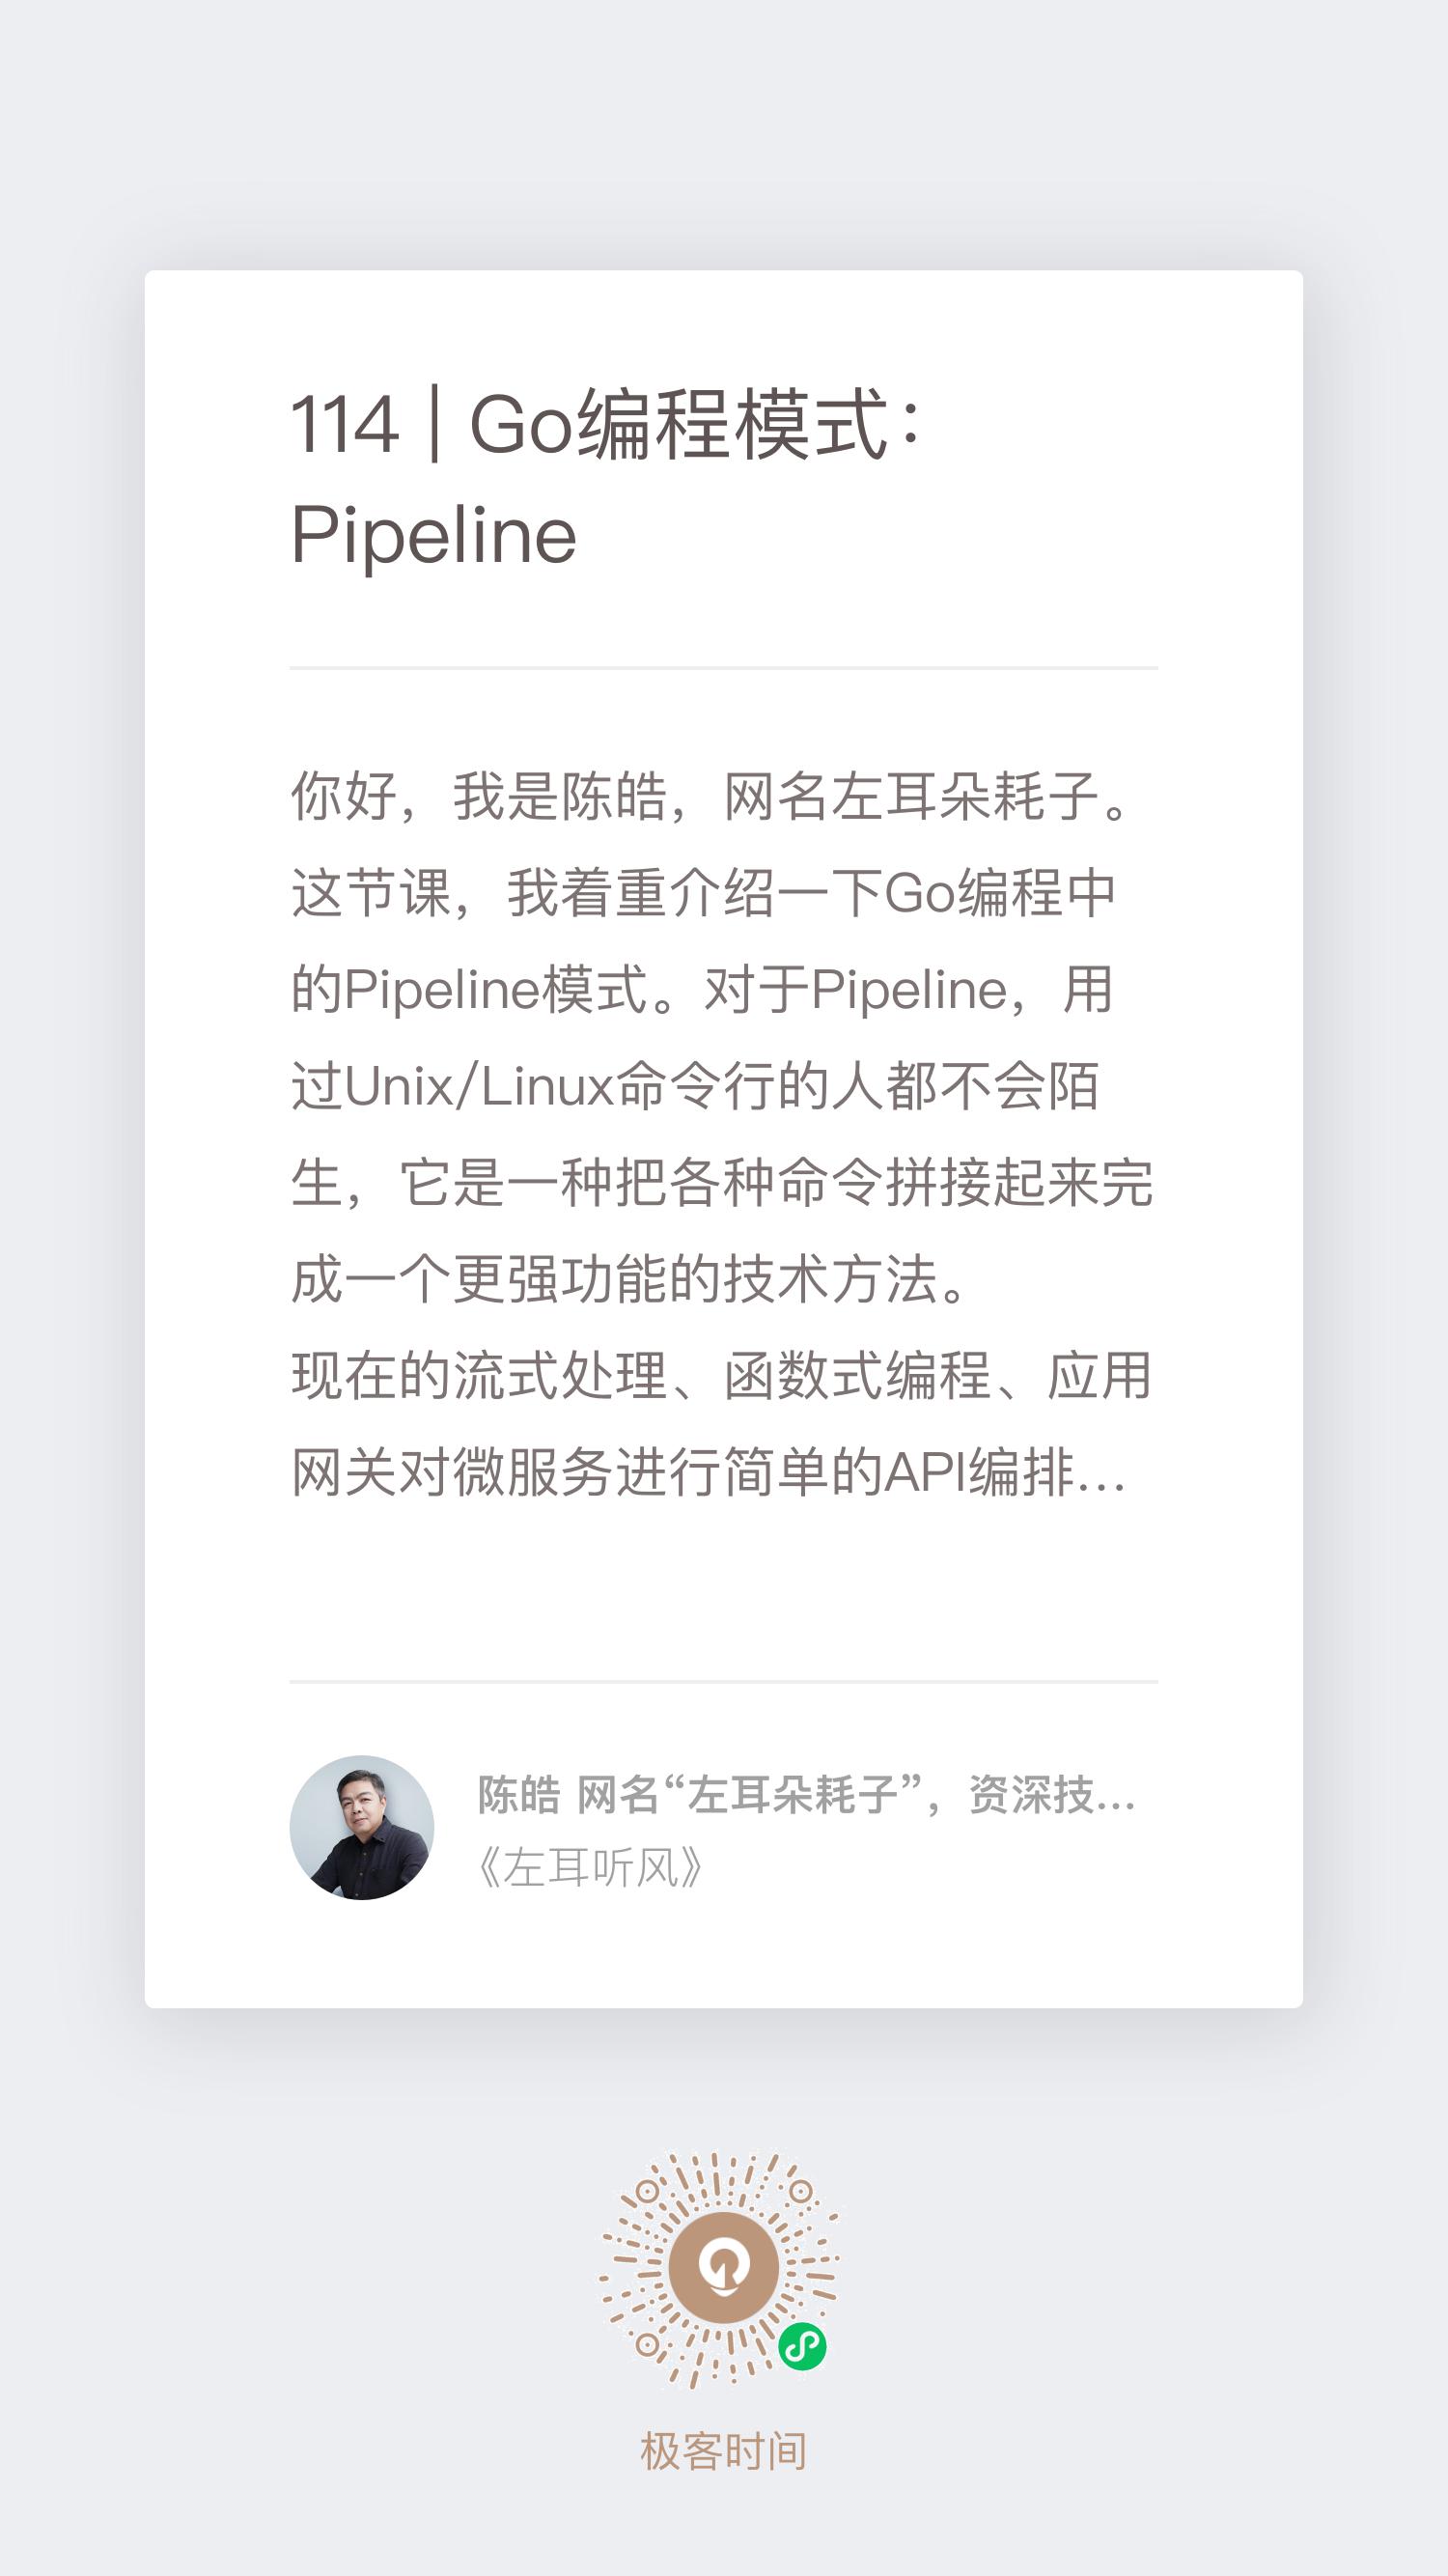 114 | Go编程模式：
Pipeline
你好，我是陈皓，网名左耳朵耗子。
这节课，我着重介绍一下Go编程中
的Pipeline模式。对于Pipeline，用
过Unix/Linux命令行的人都不会陌
生，它是一种把各种命令拼接起来完
成一个更强功能的技术方法。
现在的流式处理、函数式编程、应用
网关对微服务进行简单的API编排…
陈皓 网名“左耳朵耗子”，资深技…
《左耳听风》
极客时间